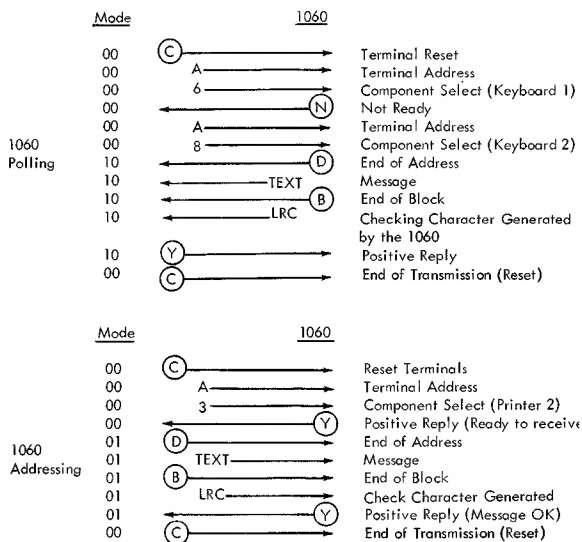 Mode 1060
00 C Terminal Reset
00 A Terminal Address
00 6 Component Select (Keyboard 1)
00 N Not Ready
00 A Terminal Address
1060 Polling
00 8 Component Select (Keyboard 2)
10 D End of Address
10 TEXT Message
10 B End of Block
10 LRC Checking Character Generated
by the 1060
10 Y Positive Reply
00 C End of Transmission (Reset)
Mode 1060
00 C Reset Terminals
00 A Terminal Address
00 3 Component Select (Printer 2)
00 Y Positive Reply (Ready to receive
1060 Addressing
01 D End of Address
01 TEXT Message
01 B End of Block
01 LRC Check Character Generated
01 Y Positive Reply (Message OK)
00 C End of Transmission (Reset)